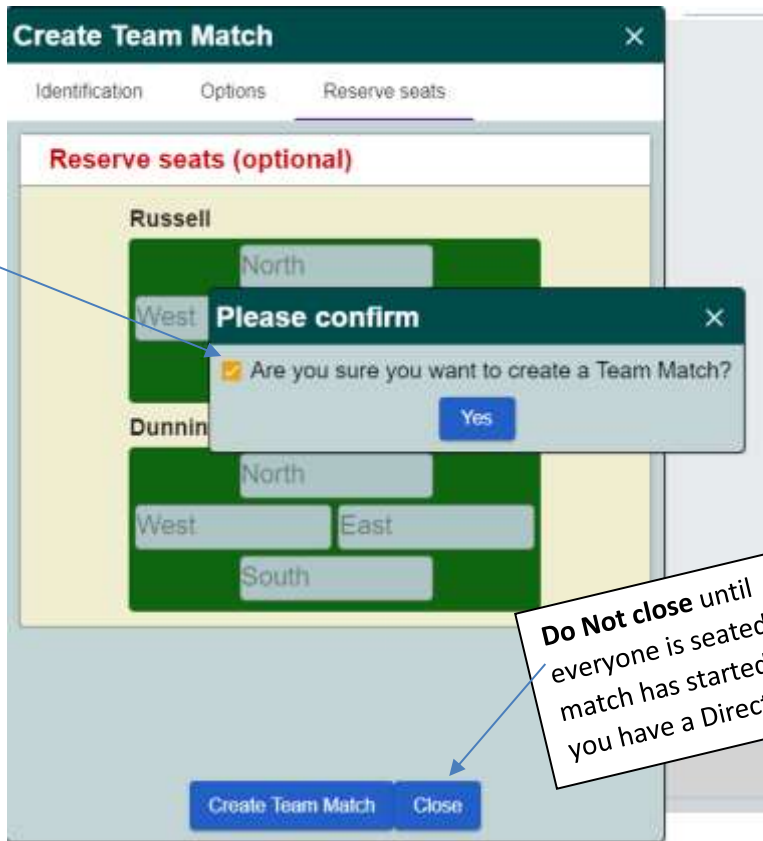 Create Team Match ×
Identification Options Reserve seats
Reserve seats (optional)
Russell
North
West
Please confirm ×
Are you sure you want to create a Team Match?
Yes
North
West East
South
Do Not close until
everyone is seated
match has started
you have a
Create Team Match Close